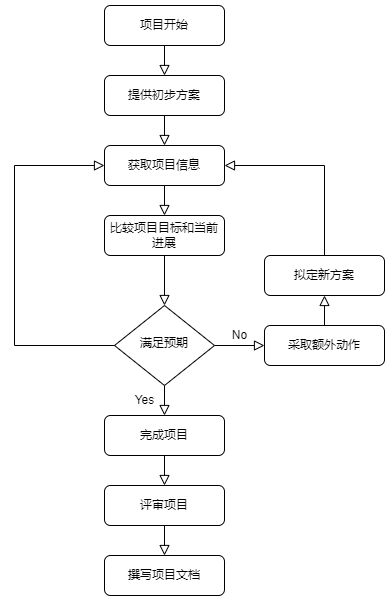 项目开始
提供初步方案
获取项目信息
比较项目目标和当前
进展
拟定新方案
满足预期
No
采取额外动作
Yes
完成项目
评审项目
撰写项目文档